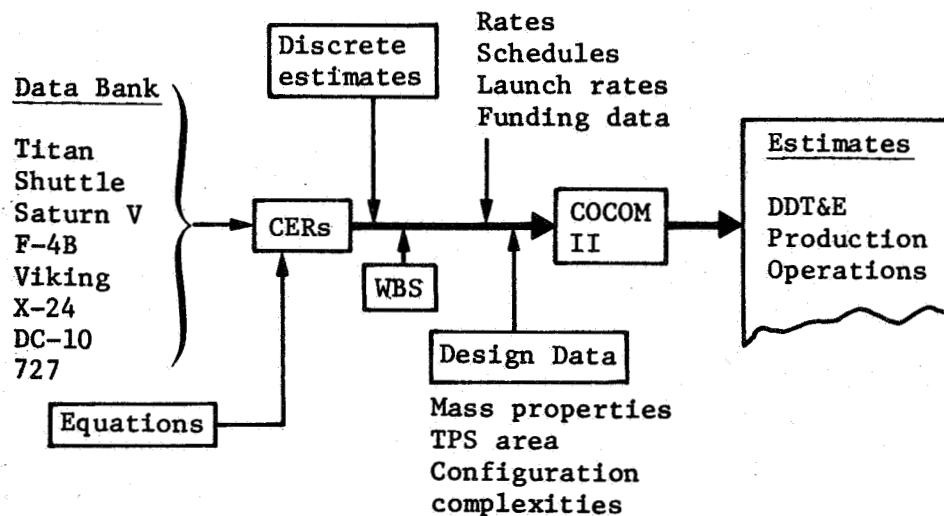 Data Bank
Titan
Shuttle
Saturn V
F-4B
Viking
X-24
DC-10
727
Equations
CERs
Discrete
estimates
WBS
Rates
Schedules
Launch rates
Funding data
Design Data
Mass properties
TPS area
Configuration
complexities
COCOM
II
Estimates
DDT&E
Production
Operations